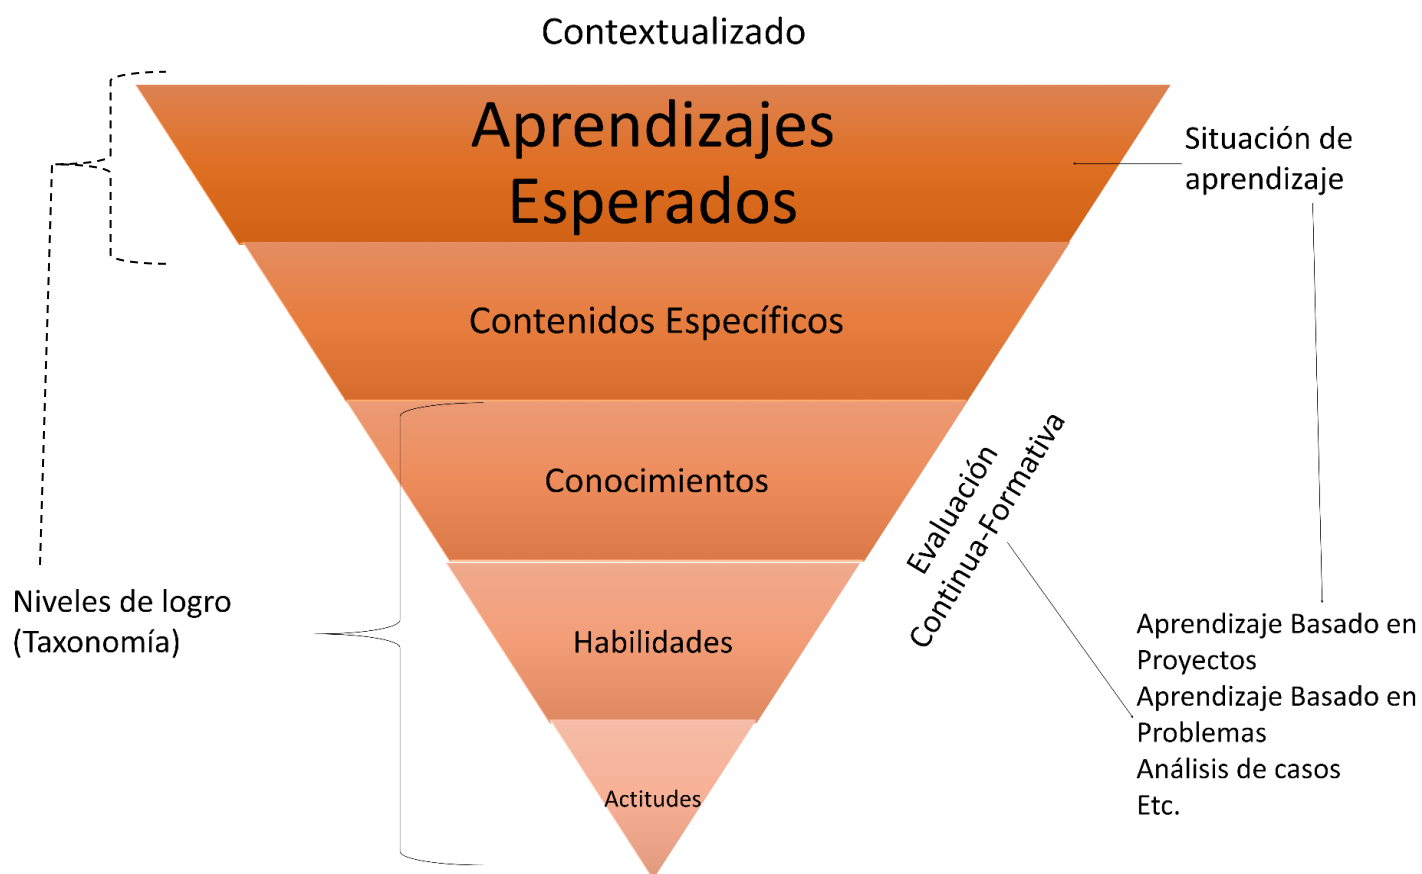 Contextualizado
Aprendizajes
Esperados
Situación de
aprendizaje
Contenidos Específicos
Conocimientos
Evaluación
Continua-Formativa
Niveles de logro
(Taxonomía)
Habilidades
Aprendizaje Basado en
Proyectos
Aprendizaje Basado en
Problemas
Análisis de casos
Etc.
Actitudes